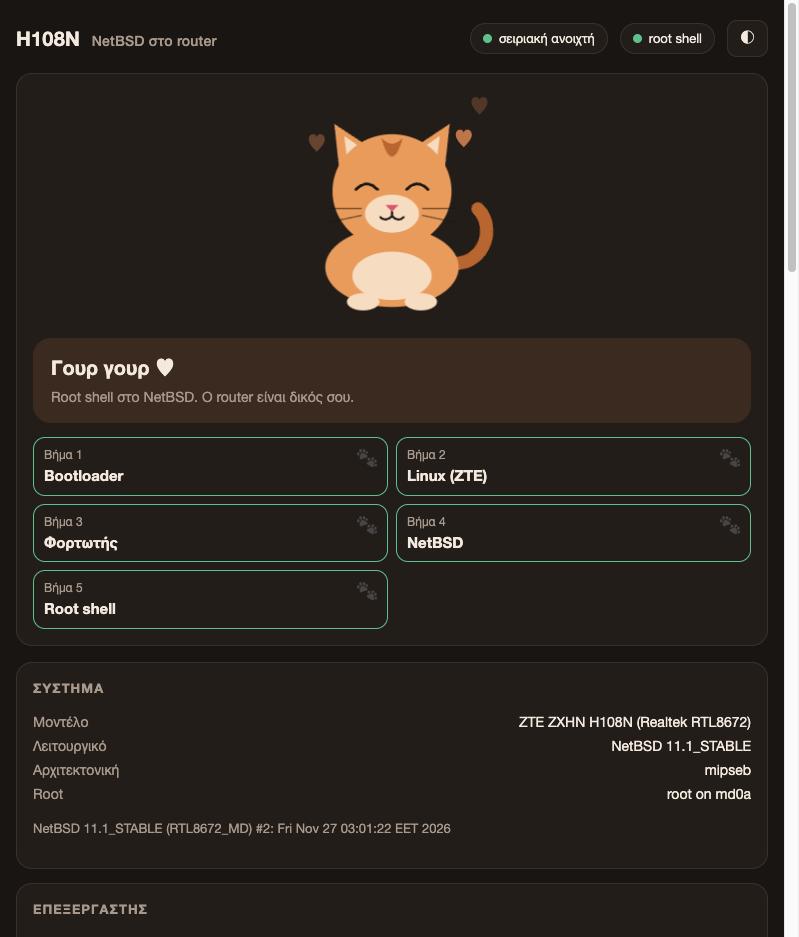 H108N NetBSD στο router
σειριακή ανοιχτή
root shell
Γουρ γουρ ♥
Root shell στο NetBSD. Ο router είναι δικός σου.
Βήμα 1
Bootloader
Βήμα 2
Linux (ZTE)
Βήμα 3
Φορτωτής
Βήμα 4
NetBSD
Βήμα 5
Root shell
ΣΥΣΤΗΜΑ
Μοντέλο ZTE ZXHN H108N (Realtek RTL8672)
Λειτουργικό NetBSD 11.1_STABLE
Αρχιτεκτονική mipseb
Root root on md0a
NetBSD 11.1_STABLE (RTL8672_MD) #2: Fri Nov 27 03:01:22 EET 2026
ΕΠΕΞΕΡΓΑΣΤΗΣ